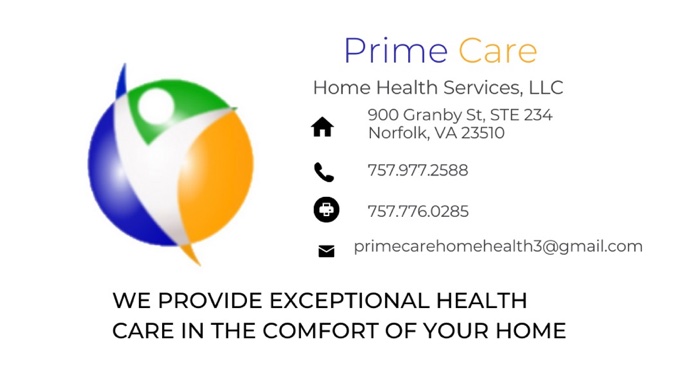 Prime Care
Home Health Services, LLC
900 Granby St, STE 234
Norfolk, VA 23510
757.977.2588
757.776.0285
primecarehomehealth3@gmail.com
WE PROVIDE EXCEPTIONAL HEALTH
CARE IN THE COMFORT OF YOUR HOME